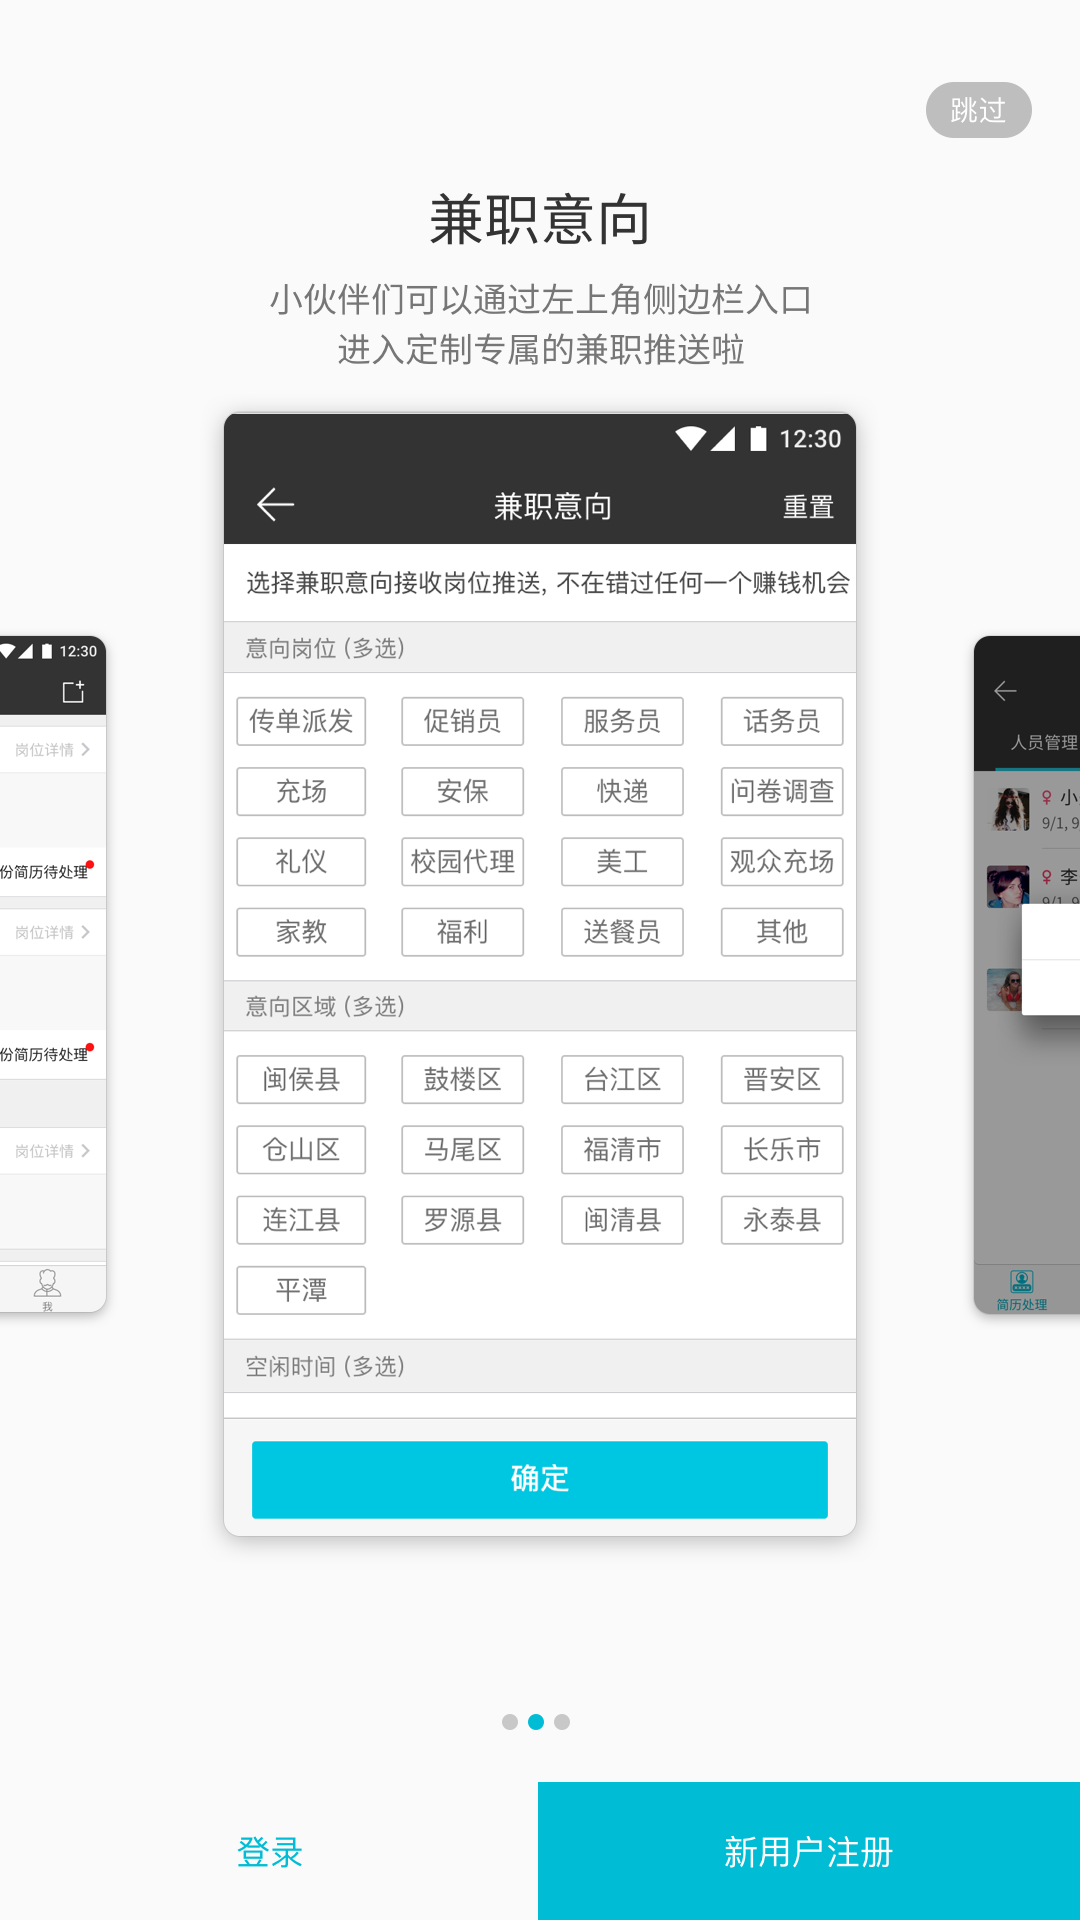 跳过
兼职意向
小伙伴们可以通过左上角侧边栏入口
进入定制专属的兼职推送啦
12:30
兼职意向 重置
选择兼职意向接收岗位推送, 不在错过任何一个赚钱机会
意向岗位 (多选)
传单派发 促销员 服务员 话务员
充场 安保 快递 问卷调查
礼仪 校园代理 美工 观众充场
家教 福利 送餐员 其他
意向区域 (多选)
闽侯县 鼓楼区 台江区 晋安区
仓山区 马尾区 福清市 长乐市
连江县 罗源县 闽清县 永泰县
平潭
空闲时间 (多选)
确定
12:30
岗位详情
份简历待处理
岗位详情
份简历待处理
岗位详情
我
人员管理
小
9/1, 9
李
9/1, 9
简历处理
登录 新用户注册